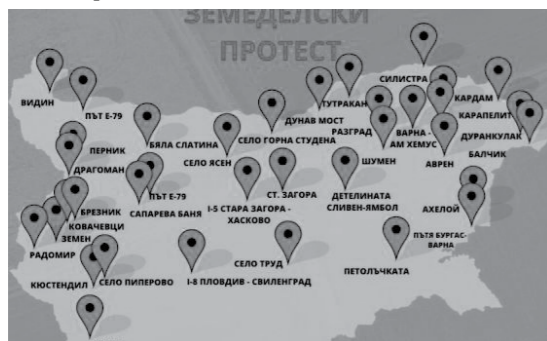 ЗЕМЕДЕЛСКИ
ПРОТЕСТ
СИЛИСТРА
ВИДИН
ПЪТ Е-79
ТУТРАКАН
КАРДАМ
ДУНАВ МОСТ
КАРАПЕЛИТ
БЯЛА СЛАТИНА
СЕЛО ГОРНА СТУДЕНА
РАЗГРАД
ВАРНА -
АМ ХЕМУС
ДУРАНКУЛАК
ПЕРНИК
СЕЛО ЯСЕН
ШУМЕН
АВРЕН
БАЛЧИК
ДРАГОМАН
ПЪТ Е-79
СТ. ЗАГОРА
ДЕТЕЛИНАТА
СЛИВЕН-ЯМБОЛ
БРЕЗНИК
САПАРЕВА БАНЯ
I-5 СТАРА ЗАГОРА -
ХАСКОВО
АХЕЛОЙ
КОВАЧЕВЦИ
ЗЕМЕН
ПЪТЯ БУРГАС-
ВАРНА
РАДОМИР
СЕЛО ТРУД
ПЕТОЛЪЧКАТА
КЮСТЕНДИЛ
СЕЛО ПИПЕРОВО
I-8 ПЛОВДИВ - СВИЛЕНГРАД